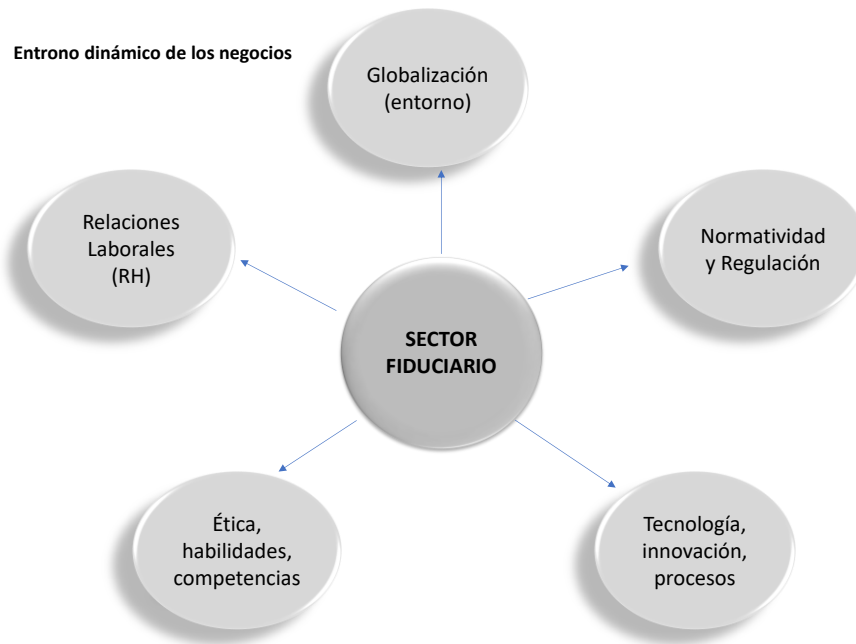 Entrono dinámico de los negocios
Globalización
(entorno)
Relaciones
Laborales
(RH)
Normatividad
y Regulación
SECTOR
FIDUCIARIO
Ética,
habilidades,
competencias
Tecnología,
innovación,
procesos